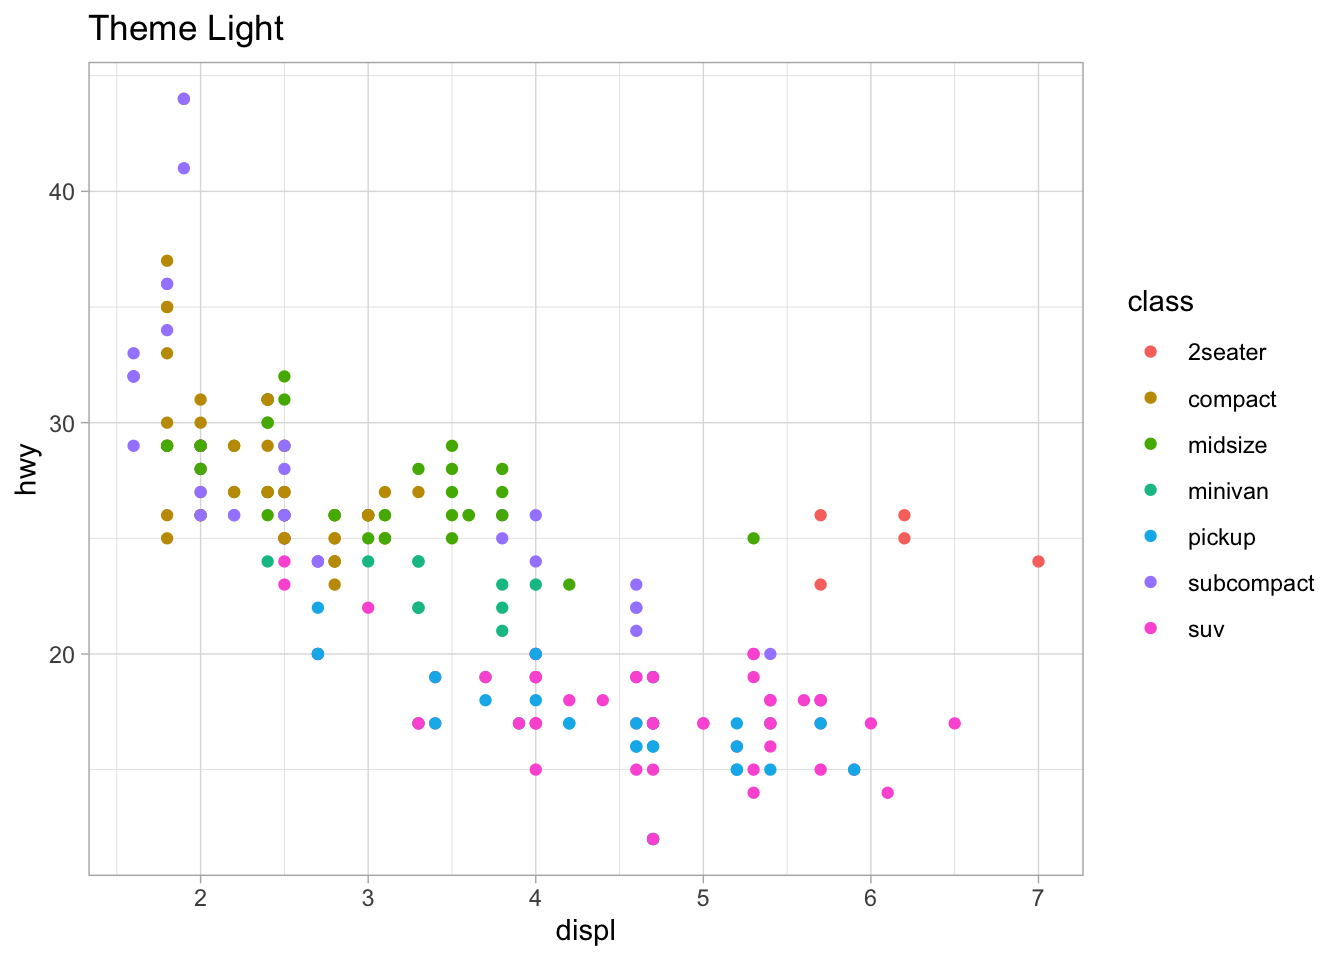 Theme Light
hwy
40
30
20
2 3 4 5 6 7
displ
class
2seater
compact
midsize
minivan
pickup
subcompact
suv